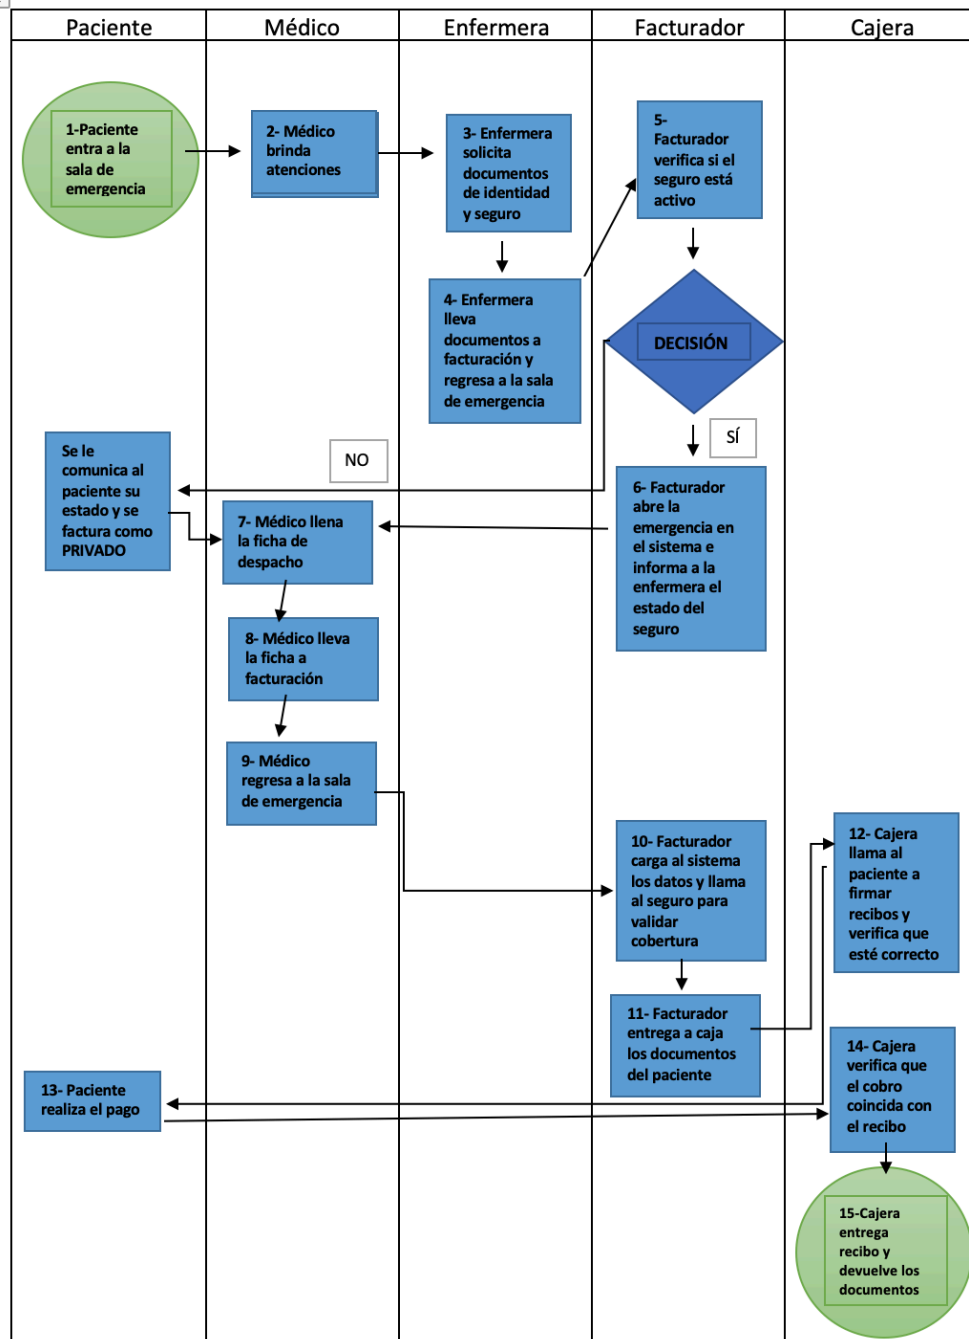 Paciente
Médico
Enfermera
Facturador
Cajera
1-Paciente
entra a la
sala de
emergencia
2- Médico
brinda
atenciones
3- Enfermera
solicita
documentos
de identidad
y seguro
5-
Facturador
verifica si el
seguro está
activo
4- Enfermera
lleva
documentos a
facturación y
regresa a la sala
de emergencia
DECISIÓN
SÍ
NO
Se le
comunica al
paciente su
estado y se
factura como
PRIVADO
6- Facturador
abre la
emergencia en
el sistema e
informa a la
enfermera el
estado del
seguro
7- Médico llena
la ficha de
despacho
8- Médico lleva
la ficha a
facturación
9- Médico
regresa a la sala
de emergencia
10- Facturador
carga al sistema
los datos y llama
al seguro para
validar
cobertura
11- Facturador
entrega a caja
los documentos
del paciente
12- Cajera
llama al
paciente a
firmar
recibos y
verifica que
esté correcto
13- Paciente
realiza el pago
14- Cajera
verifica que
el cobro
coincida con
el recibo
15-Cajera
entrega
recibo y
devuelve los
documentos